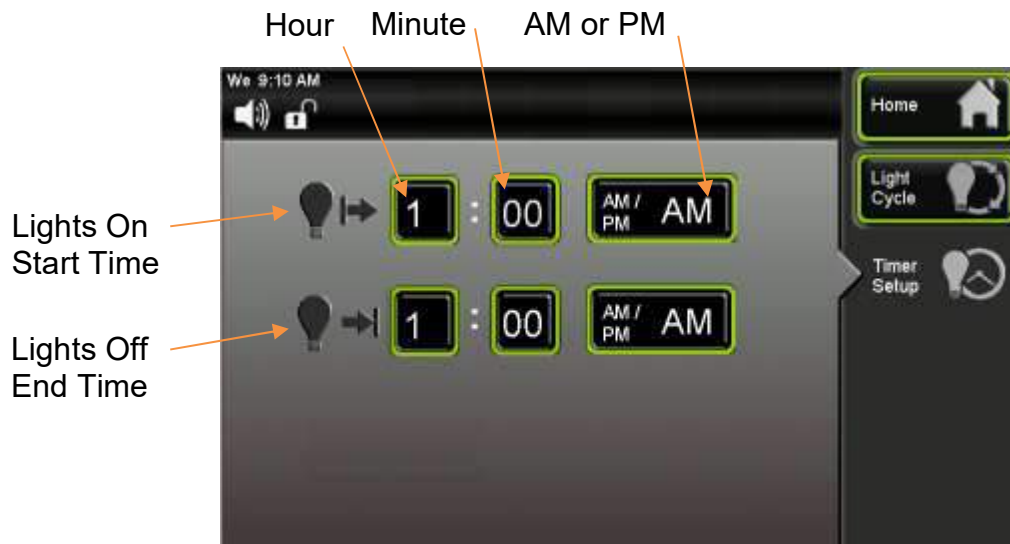 Hour Minute AM or PM
We 9:10 AM
Home
Light
Cycle
Timer
Setup
Lights On
Start Time
1 : 00 AM /
PM AM
Lights Off
End Time
1 : 00 AM /
PM AM